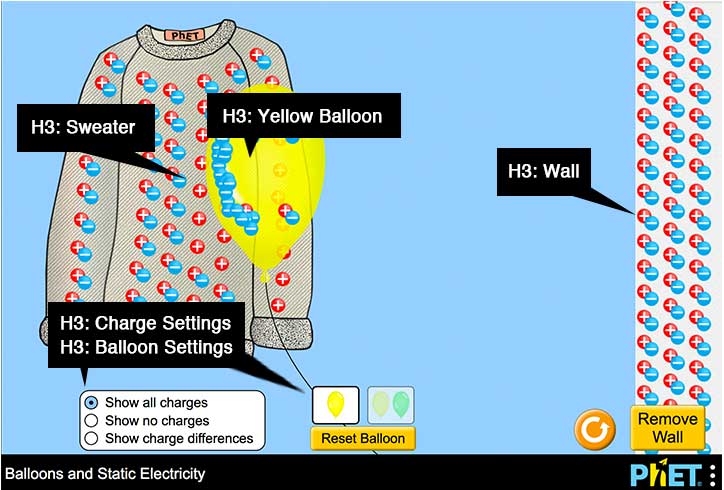 PhET
H3: Yellow Balloon
H3: Sweater
H3: Wall
H3: Charge Settings
H3: Balloon Settings
Show all charges
Show no charges
Show charge differences
Reset Balloon
Remove
Wall
Balloons and Static Electricity
PhET